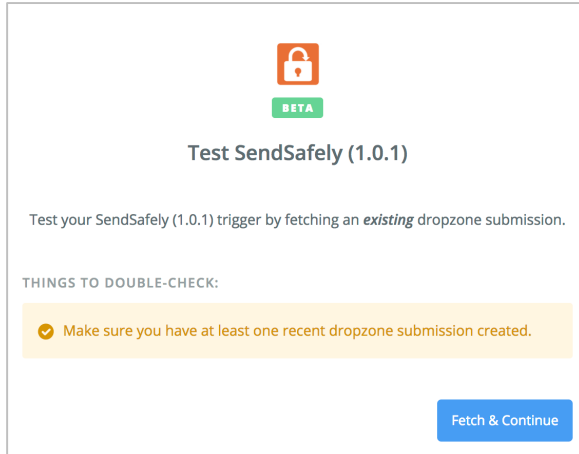 BETA
Test SendSafely (1.0.1)
Test your SendSafely (1.0.1) trigger by fetching an existing dropzone submission.
THINGS TO DOUBLE-CHECK:
Make sure you have at least one recent dropzone submission created.
Fetch & Continue